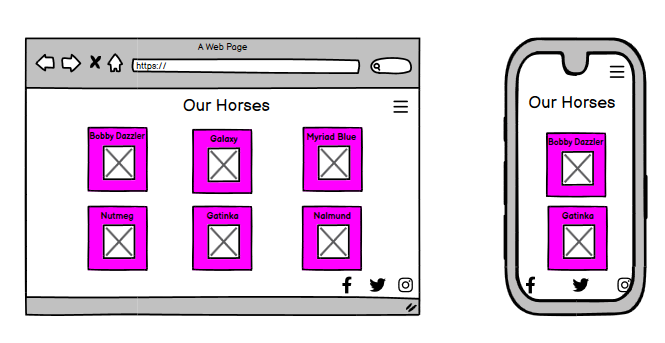 A Web Page
https://
Our Horses
Bobby Dazzler
Galaxy
Myriad Blue
Nutmeg
Gatinka
Nalmund
Our Horses
Bobby Dazzler
Gatinka